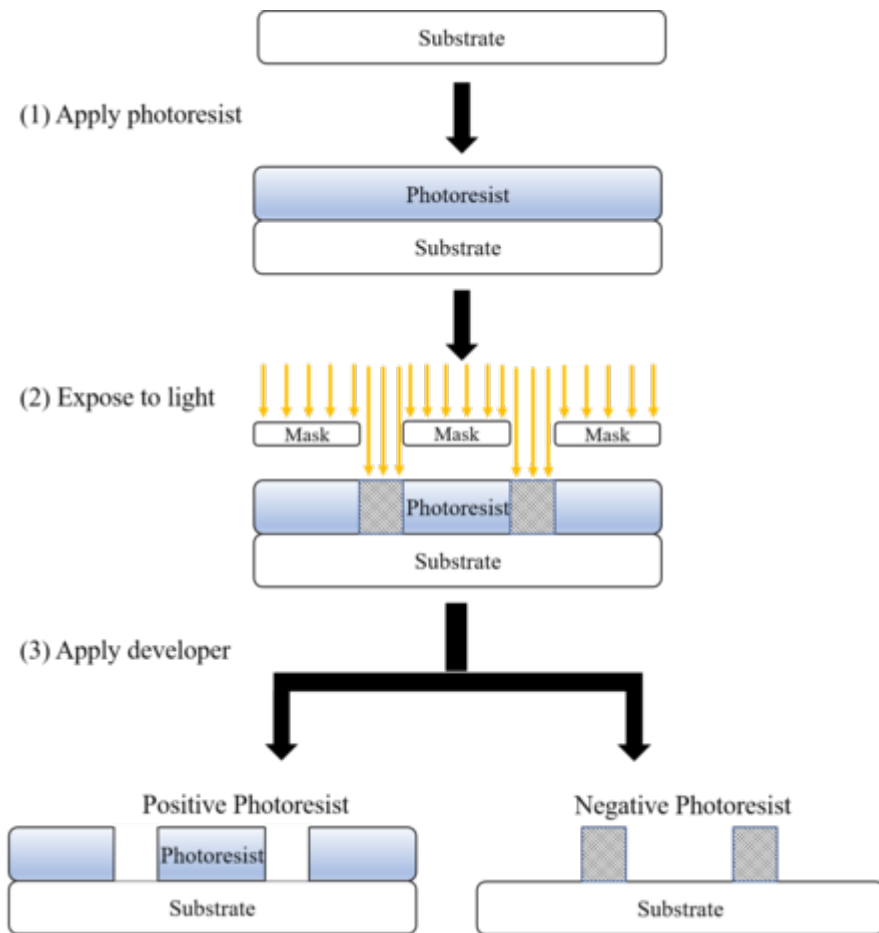 Substrate
(1) Apply photoresist
Photoresist
Substrate
(2) Expose to light
Mask Mask Mask
Photoresist
Substrate
(3) Apply developer
Positive Photoresist Negative Photoresist
Photoresist
Substrate Substrate